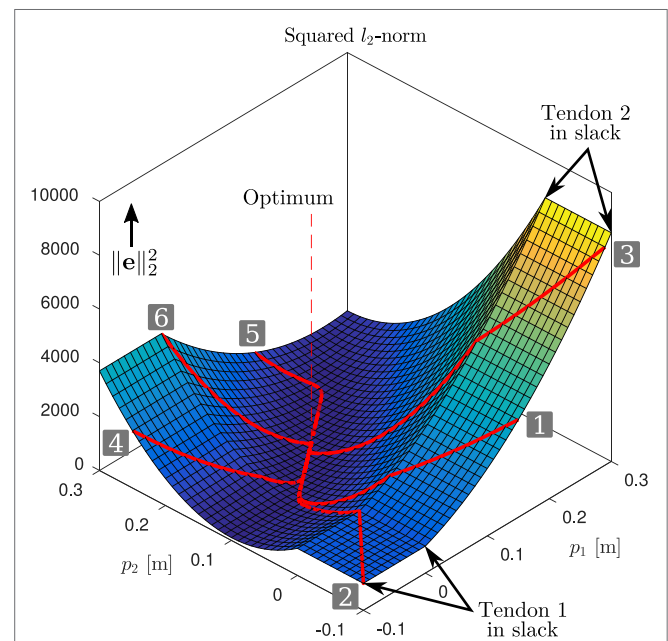 Squared l₂-norm
Tendon 2
in slack
Optimum
10000
8000
6000
4000
2000
0
‖e‖₂²
6
5
3
4
1
2
0.3
0.2
0.1
0
-0.1
p₂ [m]
-0.1
0
0.1
0.2
0.3
p₁ [m]
Tendon 1
in slack